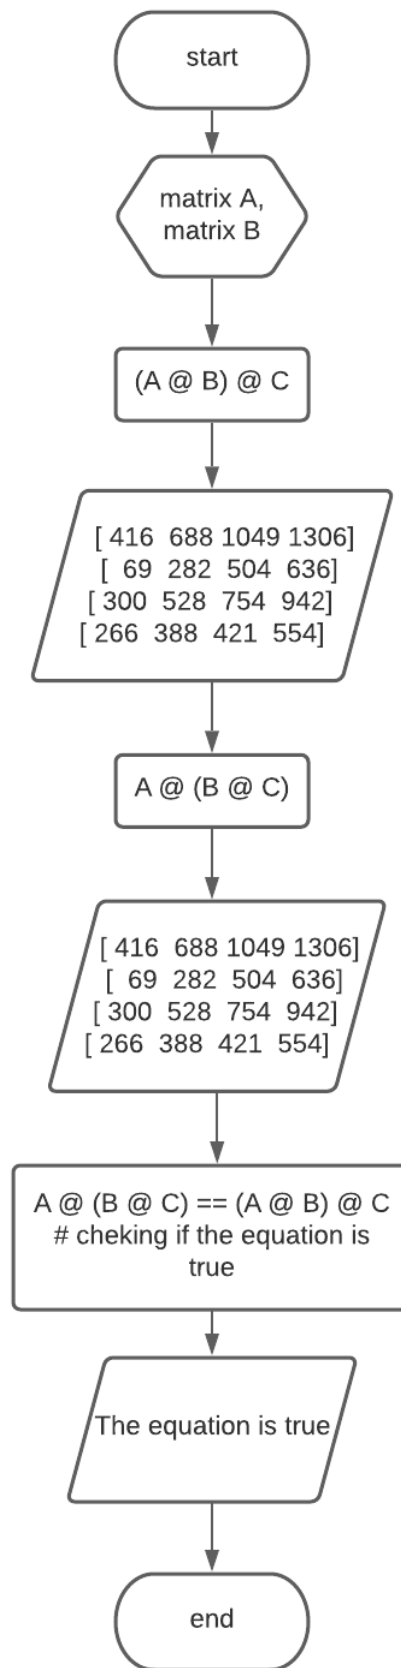 start
matrix A,
matrix B
(A @ B) @ C
[ 416 688 1049 1306]
[ 69 282 504 636]
[ 300 528 754 942]
[ 266 388 421 554]
A @ (B @ C)
[ 416 688 1049 1306]
[ 69 282 504 636]
[ 300 528 754 942]
[ 266 388 421 554]
A @ (B @ C) == (A @ B) @ C
# cheking if the equation is
true
The equation is true
end